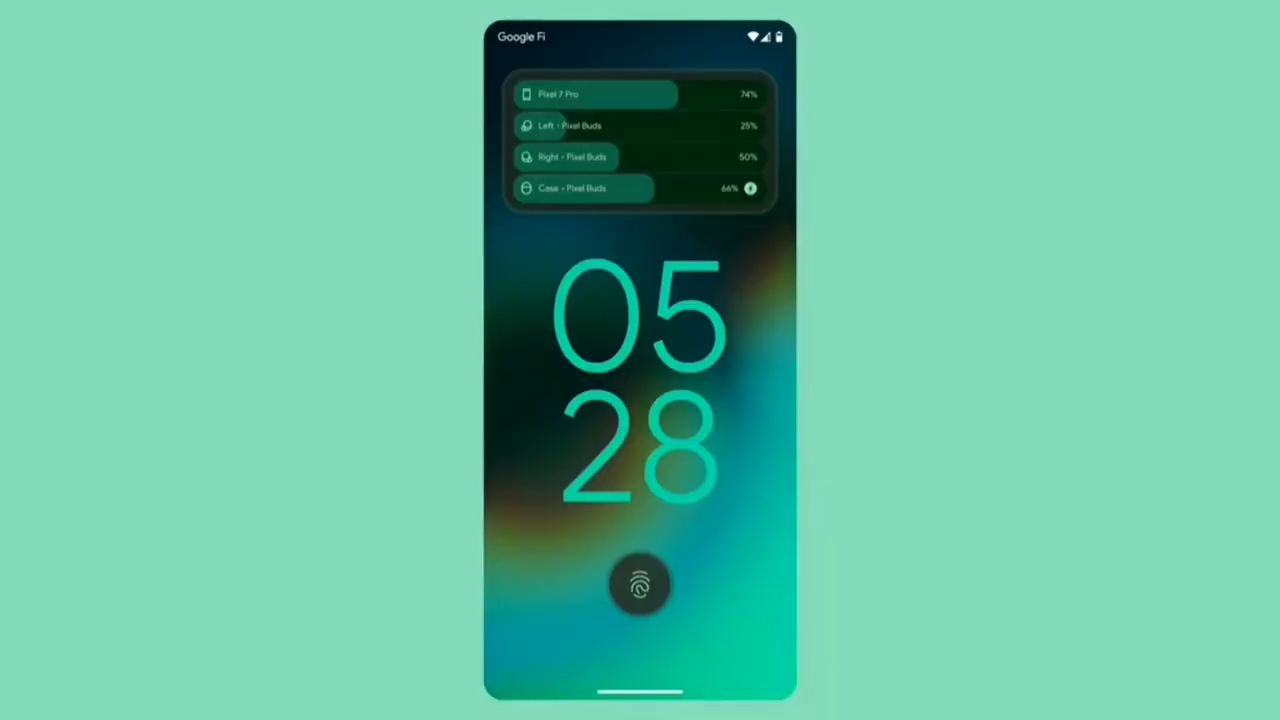 Google Fi
Pixel 7 Pro 74%
Left • Pixel Buds 25%
Right • Pixel Buds 50%
Case • Pixel Buds 66%
05
28